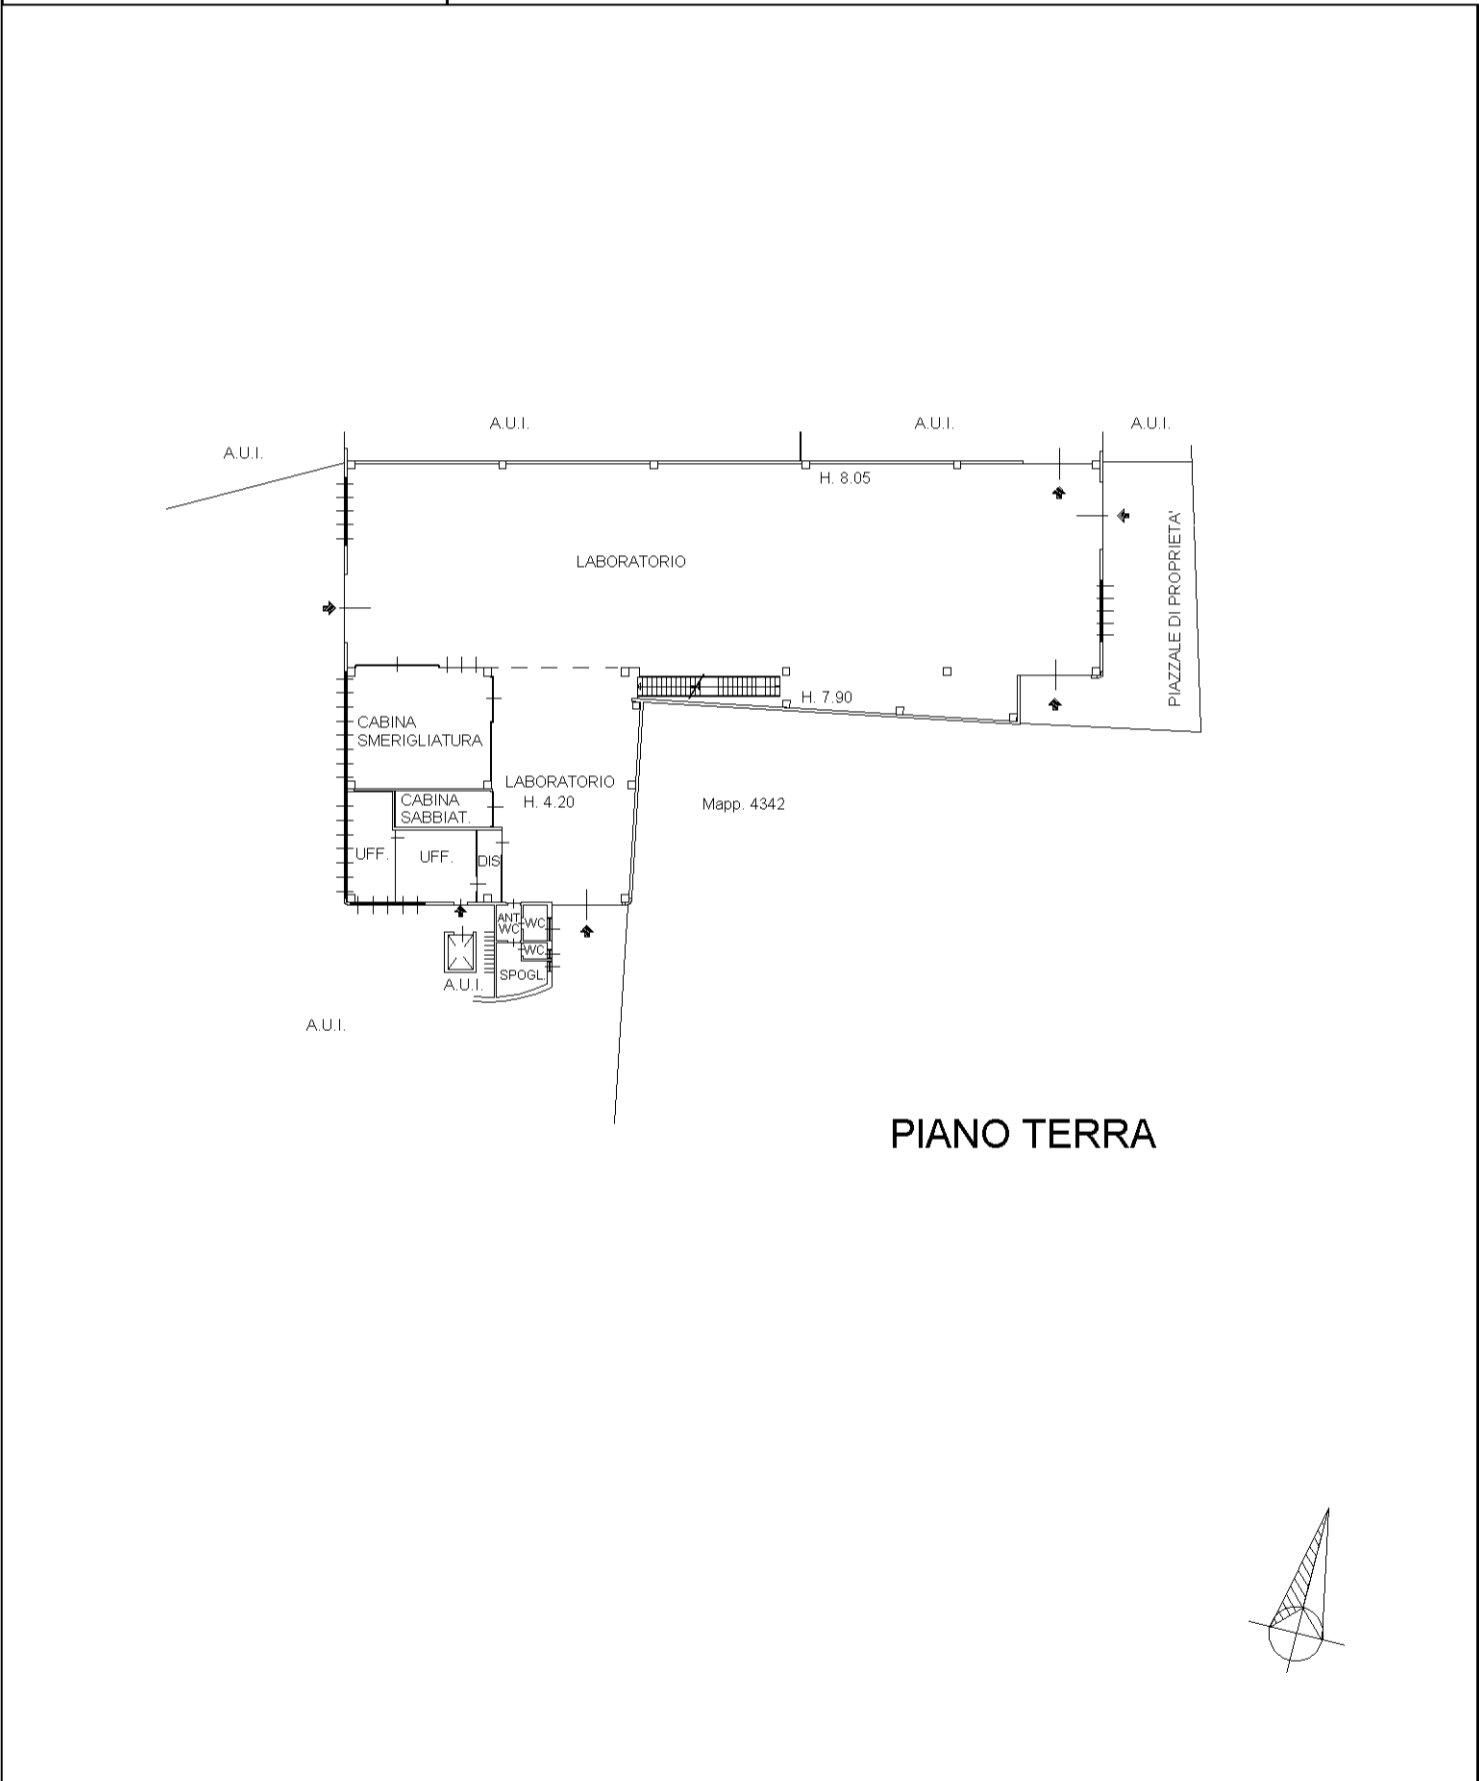 A.U.I.
A.U.I.
A.U.I.
A.U.I.
H. 8.05
LABORATORIO
PIAZZALE DI PROPRIETA'
H. 7.90
CABINA
SMERIGLIATURA
LABORATORIO
H. 4.20
CABINA
SABBIAT.
Mapp. 4342
UFF.
UFF.
DIS
ANT
WC
WC
WC
SPOGL.
A.U.I.
A.U.I.
PIANO TERRA